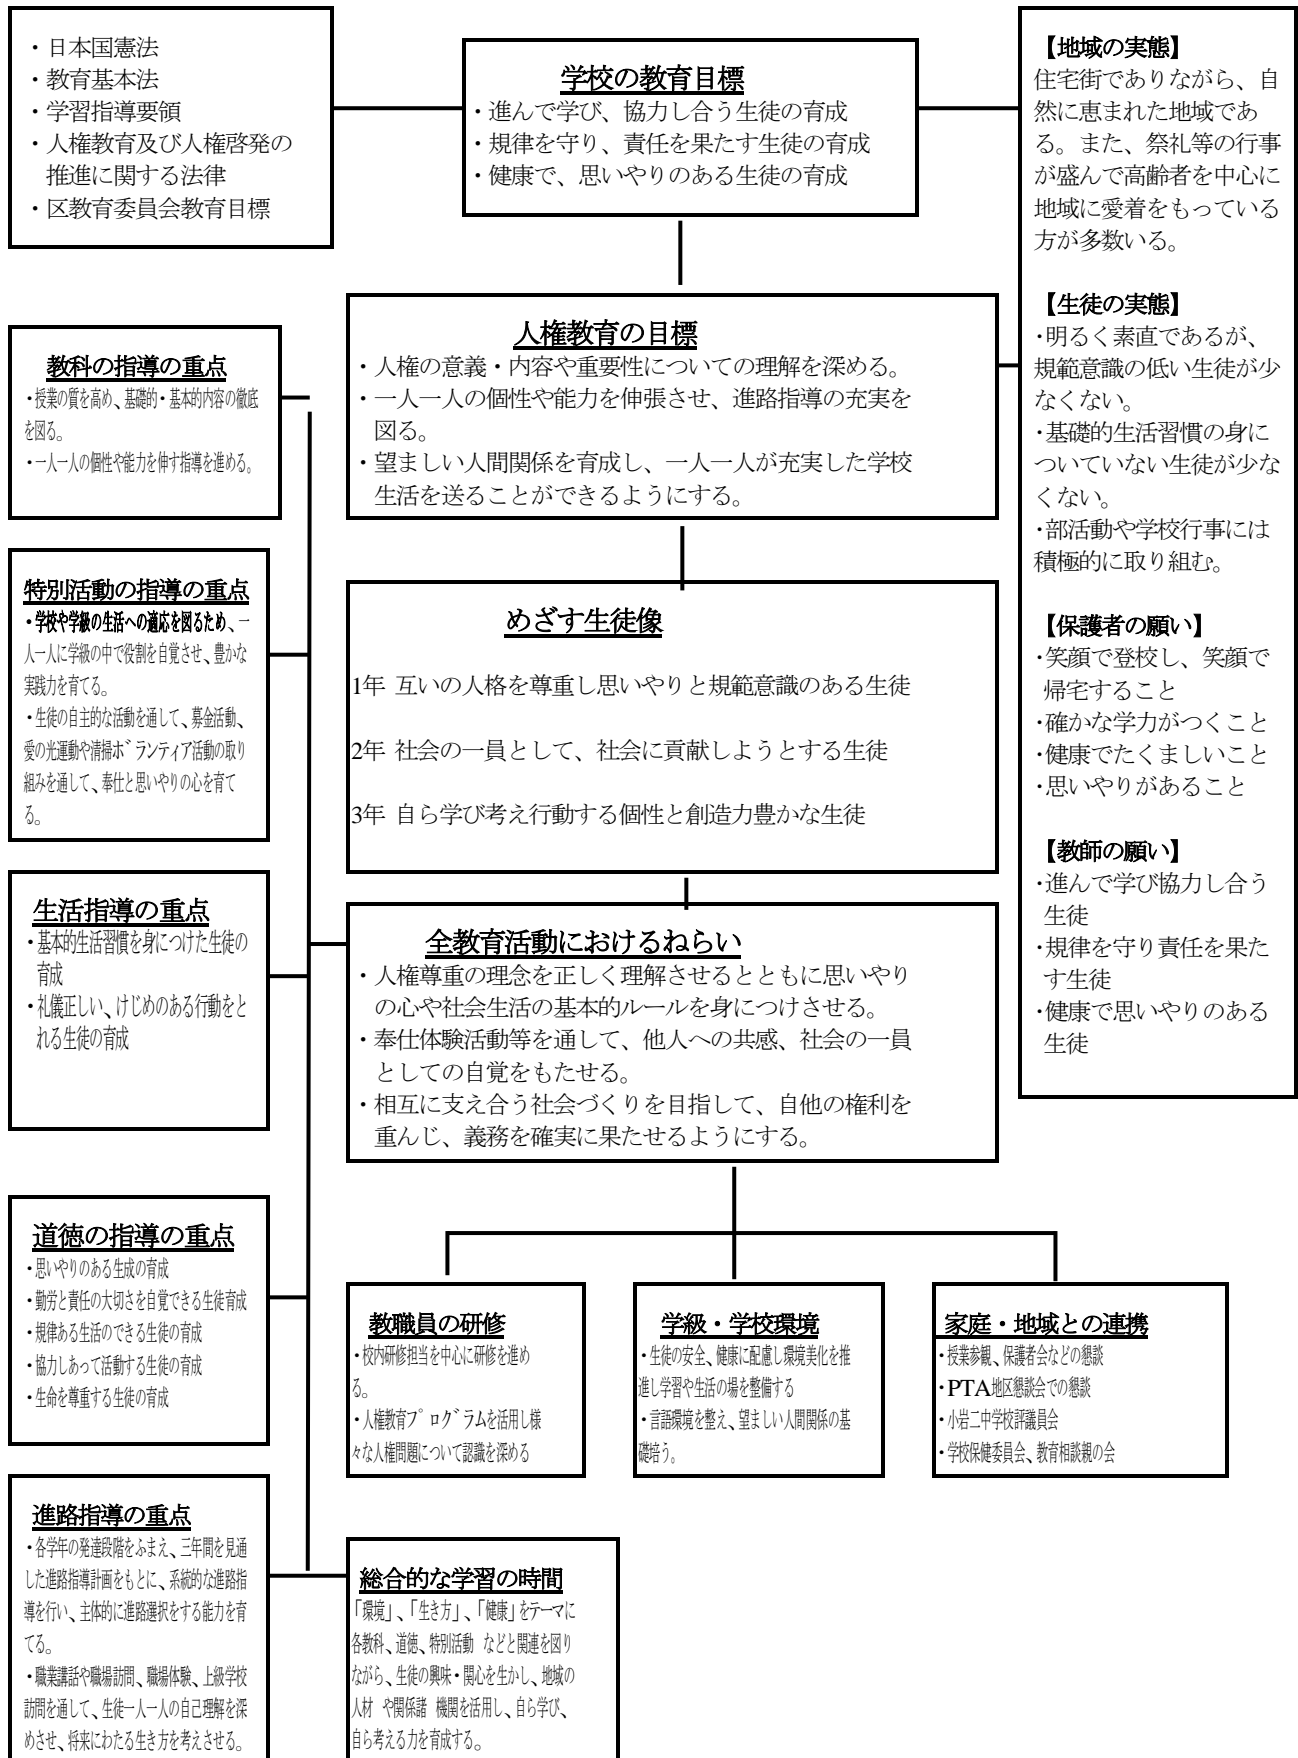 ・日本国憲法
・教育基本法
・学習指導要領
・人権教育及び人権啓発の
推進に関する法律
・区教育委員会教育目標
学校の教育目標
・進んで学び、協力し合う生徒の育成
・規律を守り、責任を果たす生徒の育成
・健康で、思いやりのある生徒の育成
【地域の実態】
住宅街でありながら、自
然に恵まれた地域であ
る。また、祭礼等の行事
が盛んで高齢者を中心に
地域に愛着をもっている
方が多数いる。
【生徒の実態】
・明るく素直であるが、
規範意識の低い生徒が少
なくない。
・基礎的生活習慣の身に
ついていない生徒が少な
くない。
・部活動や学校行事には
積極的に取り組む。
【保護者の願い】
・笑顔で登校し、笑顔で
帰宅すること
・確かな学力がつくこと
・健康でたくましいこと
・思いやりがあること
【教師の願い】
・進んで学び協力し合う
生徒
・規律を守り責任を果た
す生徒
・健康で思いやりのある
生徒
人権教育の目標
・人権の意義・内容や重要性についての理解を深める。
・一人一人の個性や能力を伸張させ、進路指導の充実を
図る。
・望ましい人間関係を育成し、一人一人が充実した学校
生活を送ることができるようにする。
めざす生徒像
1年 互いの人格を尊重し思いやりと規範意識のある生徒
2年 社会の一員として、社会に貢献しようとする生徒
3年 自ら学び考え行動する個性と創造力豊かな生徒
全教育活動におけるねらい
・人権尊重の理念を正しく理解させるとともに思いやり
の心や社会生活の基本的ルールを身につけさせる。
・奉仕体験活動等を通して、他人への共感、社会の一員
としての自覚をもたせる。
・相互に支え合う社会づくりを目指して、自他の権利を
重んじ、義務を確実に果たせるようにする。
教科の指導の重点
・授業の質を高め、基礎的・基本的内容の徹底
を図る。
・一人一人の個性や能力を伸す指導を進める。
特別活動の指導の重点
・学校や学級の生活への適応を図るため、一
人一人に学級の中で役割を自覚させ、豊かな
実践力を育てる。
・生徒の自主的な活動を通して、募金活動、
愛の光運動や清掃ボランティア活動の取り
組みを通して、奉仕と思いやりの心を育て
る。
生活指導の重点
・基本的生活習慣を身につけた生徒の
育成
・礼儀正しい、けじめのある行動をと
れる生徒の育成
道徳の指導の重点
・思いやりのある生成の育成
・勤労と責任の大切さを自覚できる生徒育成
・規律ある生活のできる生徒の育成
・協力しあって活動する生徒の育成
・生命を尊重する生徒の育成
進路指導の重点
・各学年の発達段階をふまえ、三年間を見通
した進路指導計画をもとに、系統的な進路指
導を行い、主体的に進路選択をする能力を育
てる。
・職業講話や職場訪問、職場体験、上級学校
訪問を通して、生徒一人一人の自己理解を深
めさせ、将来にわたる生き方を考えさせる。
教職員の研修
・校内研修担当を中心に研修を進め
る。
・人権教育プログラムを活用し様
々な人権問題について認識を深める
学級・学校環境
・生徒の安全、健康に配慮し環境美化を推
進し学習や生活の場を整備する
・言語環境を整え、望ましい人間関係の基
礎培う。
家庭・地域との連携
・授業参観、保護者会などの懇談
・PTA地区懇談会での懇談
・小岩二中学校評議員会
・学校保健委員会、教育相談親の会
総合的な学習の時間
「環境」、「生き方」、「健康」をテーマに
各教科、道徳、特別活動 などと関連を図り
ながら、生徒の興味・関心を生かし、地域の
人材 や関係諸 機関を活用し、自ら学び、
自ら考える力を育成する。